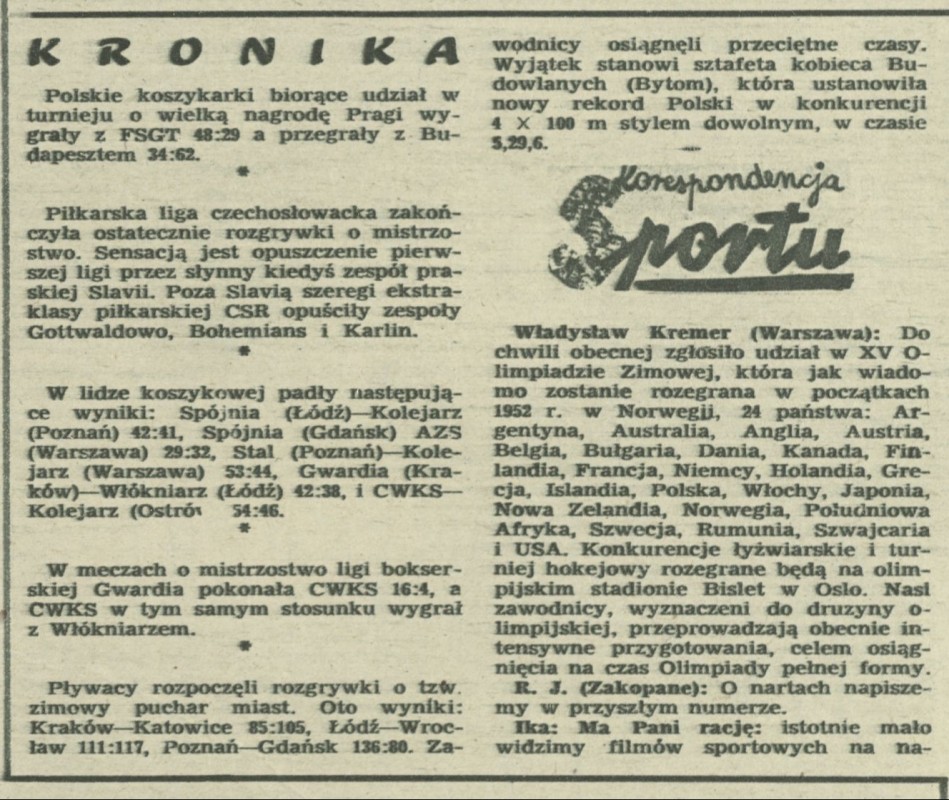 KRONIKA
Polskie koszykarki biorące udział w
turnieju o wielką nagrodę Pragi wy-
grały z FSGT 48:29 a przegrały z Bu-
dapesztem 34:62.
*
Piłkarska liga czechosłowacka zakoń-
czyła ostatecznie rozgrywki o mistrzo-
stwo. Sensacją jest opuszczenie pierw-
szej ligi przez słynny kiedyś zespół pra-
skiej Slavii. Poza Slavią szeregi ekstra-
klasy piłkarskiej CSR opuściły zespoły
Gottwaldowo, Bohemians i Karlin.
*
W lidze koszykowej padły następują-
ce wyniki: Spójnia (Łódź)—Kolejarz
(Poznań) 42:41, Spójnia (Gdańsk) AZS
(Warszawa) 29:32, Stal (Poznań)—Kole-
jarz (Warszawa) 53:44, Gwardia (Kra-
ków)—Włókniarz (Łódź) 42:38, i CWKS—
Kolejarz (Ostró 54:46.
*
W meczach o mistrzostwo ligi bokser-
skiej Gwardia pokonała CWKS 16:4, a
CWKS w tym samym stosunku wygrał
z Włókniarzem.
*
Pływacy rozpoczęli rozgrywki o tzw.
zimowy puchar miast. Oto wyniki:
Kraków—Katowice 85:105, Łódź—Wroc-
ław 111:117, Poznań—Gdańsk 136:80. Za-
wodnicy osiągnęli przeciętne czasy.
Wyjątek stanowi sztafeta kobieca Bu-
dowlanych (Bytom), która ustanowiła
nowy rekord Polski w konkurencji
4 × 100 m stylem dowolnym, w czasie
5,29,6.
Korespondencja
Sportu
Władysław Kremer (Warszawa): Do
chwili obecnej zgłosiło udział w XV O-
limpiadzie Zimowej, która jak wiado-
mo zostanie rozegrana w początkach
1952 r. w Norwegji, 24 państwa: Ar-
gentyna, Australia, Anglia, Austria,
Belgia, Bułgaria, Dania, Kanada, Fin-
landia, Francja, Niemcy, Holandia, Gre-
cja, Islandia, Polska, Włochy, Japonia,
Nowa Zelandia, Norwegia, Południowa
Afryka, Szwecja, Rumunia, Szwajcaria
i USA. Konkurencje łyżwiarskie i tur-
niej hokejowy rozegrane będą na olim-
pijskim stadionie Bislet w Oslo. Nasi
zawodnicy, wyznaczeni do druzyny o-
limpijskiej, przeprowadzają obecnie in-
tensywne przygotowania, celem osiąg-
nięcia na czas Olimpiady pełnej formy.
R. J. (Zakopane): O nartach napisze-
my w przyszłym numerze.
Ika: Ma Pani rację: istotnie mało
widzimy filmów sportowych na na-